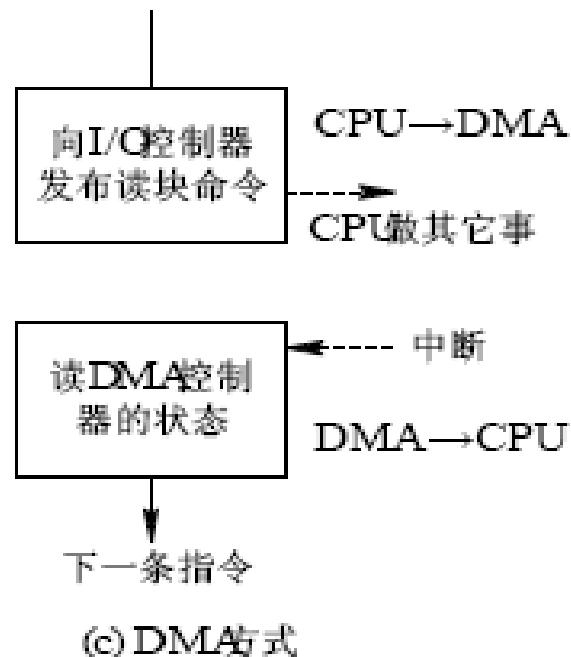 向I/O控制器
发布读块命令
CPU→DMA
CPU做其它事
读DMA控制
器的状态
中断
DMA→CPU
下一条指令
(c) DMA方式